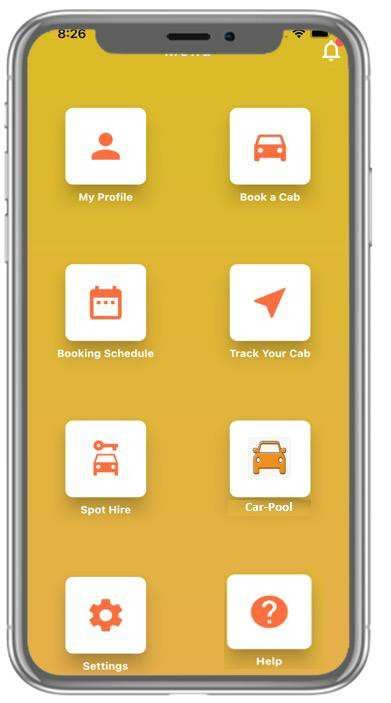 8:26
My Profile
Book a Cab
Booking Schedule
Track Your Cab
Spot Hire
Car-Pool
Settings
Help